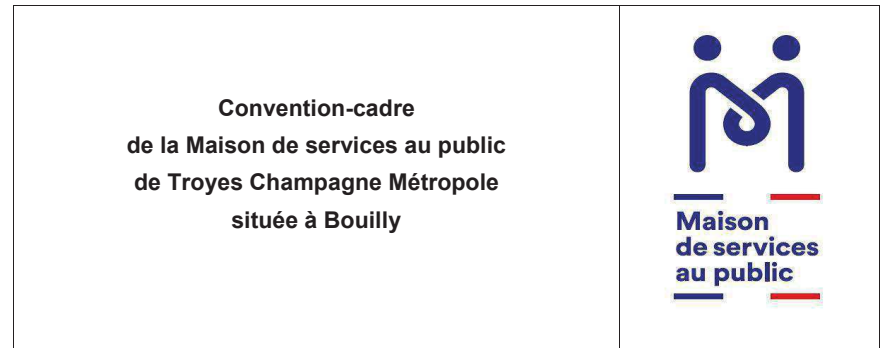 Convention-cadre
de la Maison de services au public
de Troyes Champagne Métropole
située à Bouilly
Maison
de services
au public